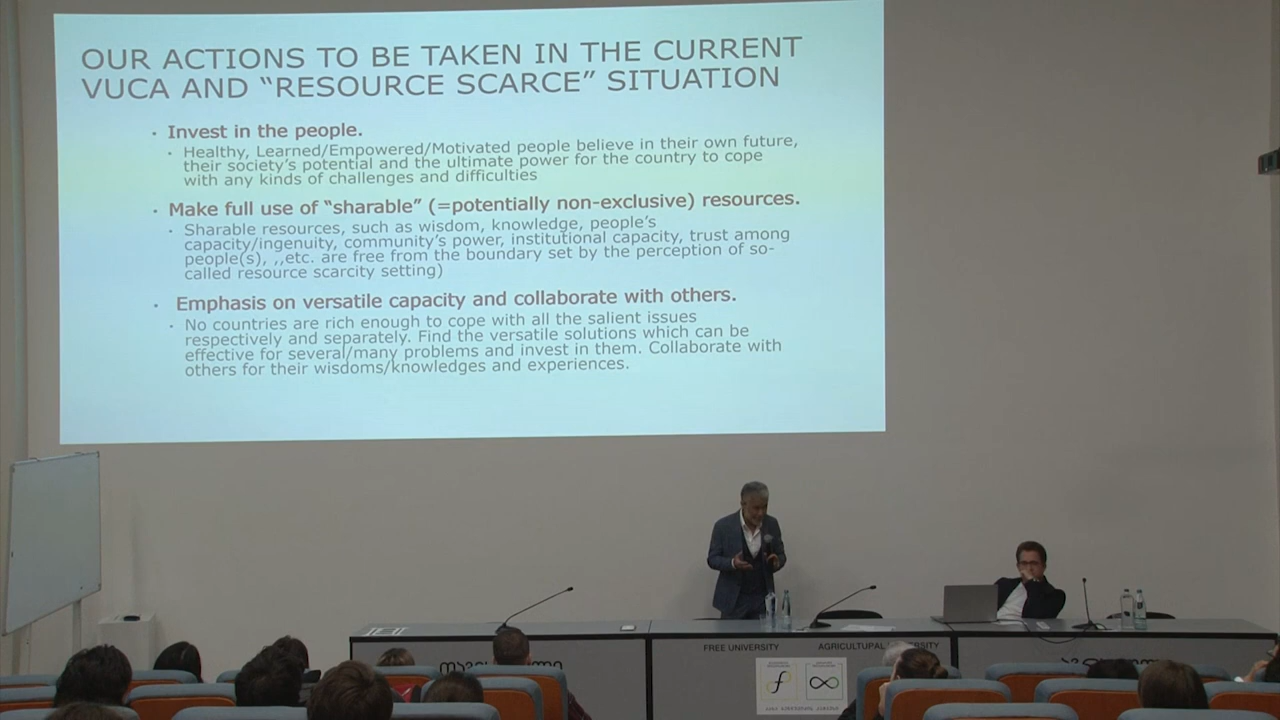 OUR ACTIONS TO BE TAKEN IN THE CURRENT
VUCA AND “RESOURCE SCARCE” SITUATION
• Invest in the people.
• Healthy, Learned/Empowered/Motivated people believe in their own future,
their society’s potential and the ultimate power for the country to cope
with any kinds of challenges and difficulties
• Make full use of “sharable” (=potentially non-exclusive) resources.
• Sharable resources, such as wisdom, knowledge, people’s
capacity/ingenuity, community’s power, institutional capacity, trust among
people(s), ,,etc. are free from the boundary set by the perception of so-
called resource scarcity setting)
• Emphasis on versatile capacity and collaborate with others.
• No countries are rich enough to cope with all the salient issues
respectively and separately. Find the versatile solutions which can be
effective for several/many problems and invest in them. Collaborate with
others for their wisdoms/knowledges and experiences.
FREE UNIVERSITY AGRICULTURAL